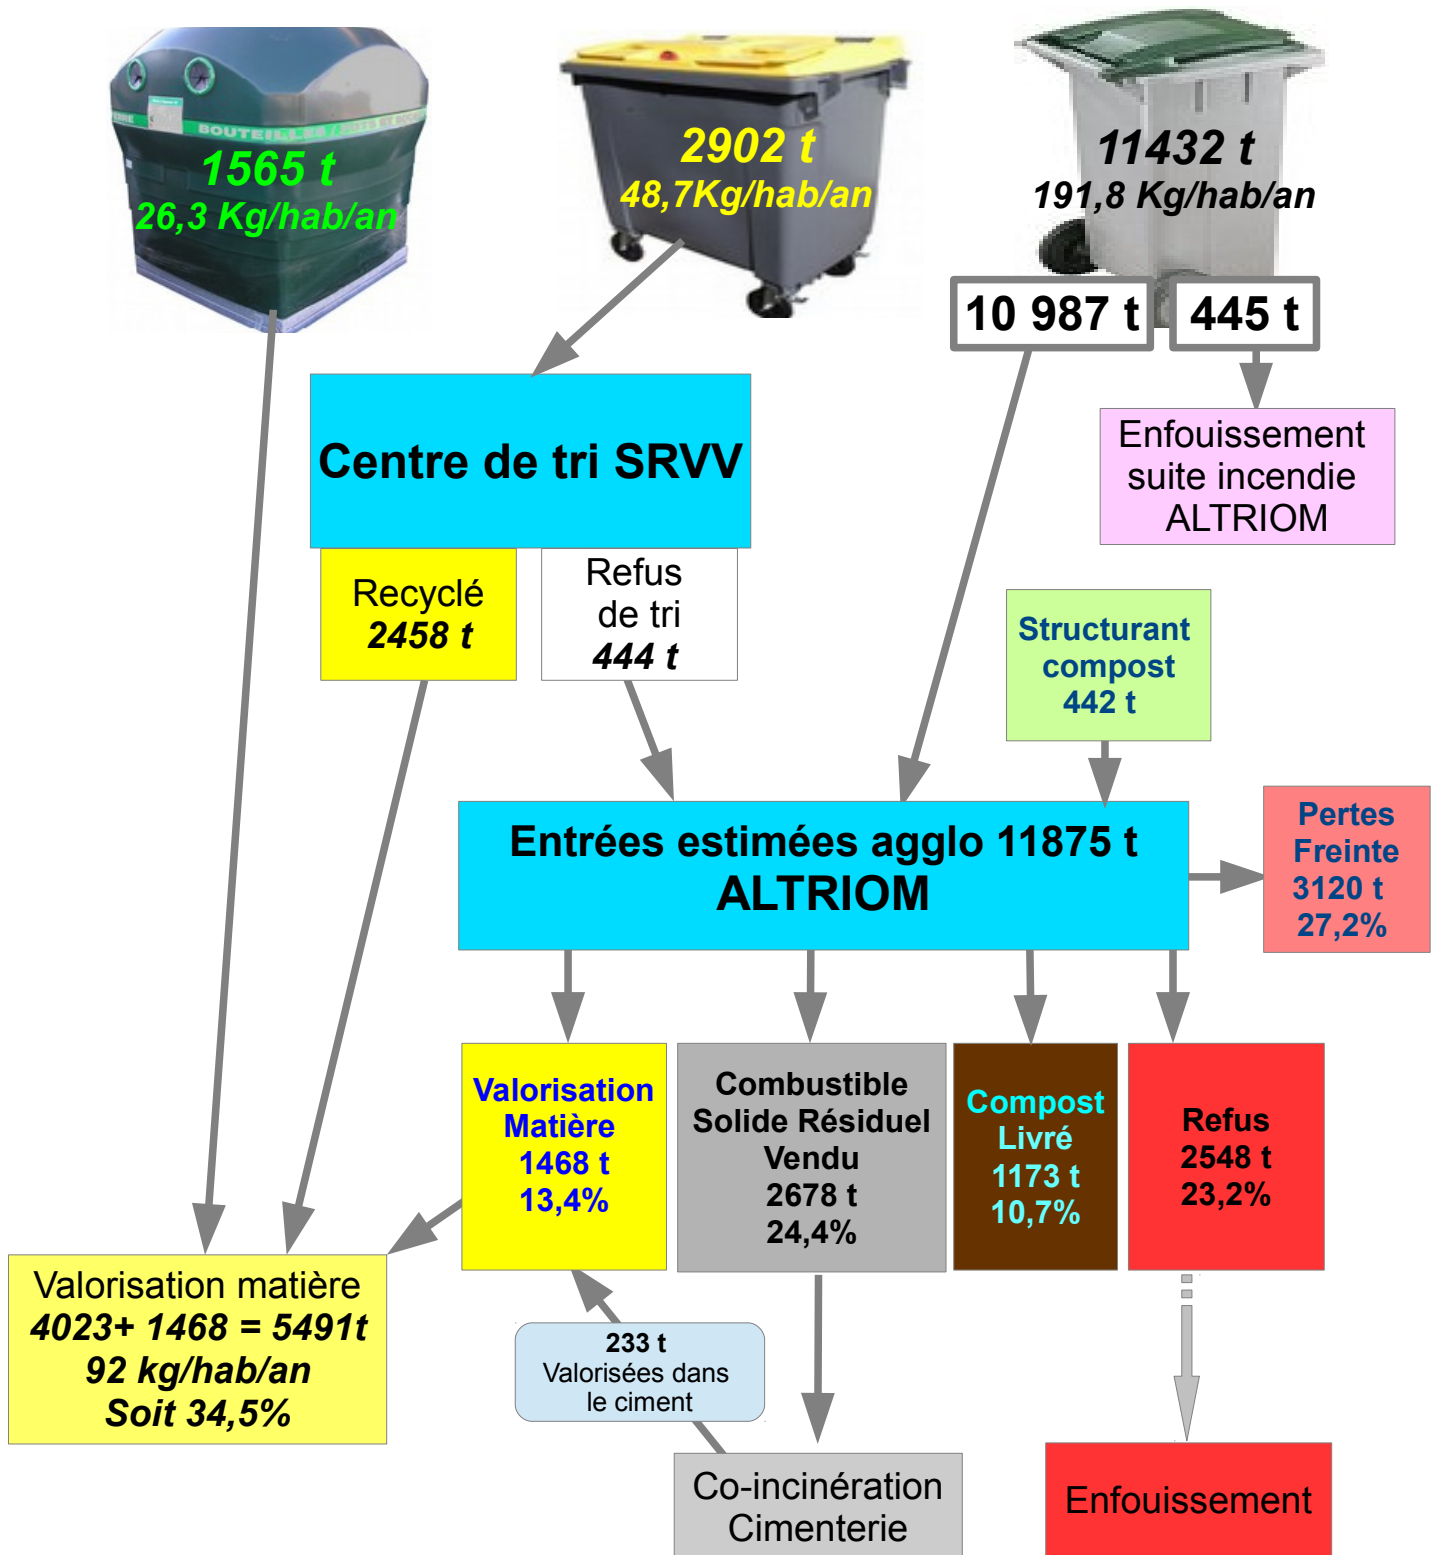 BOUTEILLES / POTS ET BOCAUX
1565 t
26,3 Kg/hab/an
2902 t
48,7Kg/hab/an
11432 t
191,8 Kg/hab/an
10 987 t
445 t
Centre de tri SRVV
Enfouissement
suite incendie
ALTRIOM
Recyclé
2458 t
Refus
de tri
444 t
Structurant
compost
442 t
Entrées estimées agglo 11875 t
ALTRIOM
Pertes
Freinte
3120 t
27,2%
Valorisation
Matière
1468 t
13,4%
Combustible
Solide Résiduel
Vendu
2678 t
24,4%
Compost
Livré
1173 t
10,7%
Refus
2548 t
23,2%
Valorisation matière
4023+ 1468 = 5491t
92 kg/hab/an
Soit 34,5%
233 t
Valorisées dans
le ciment
Co-incinération
Cimenterie
Enfouissement